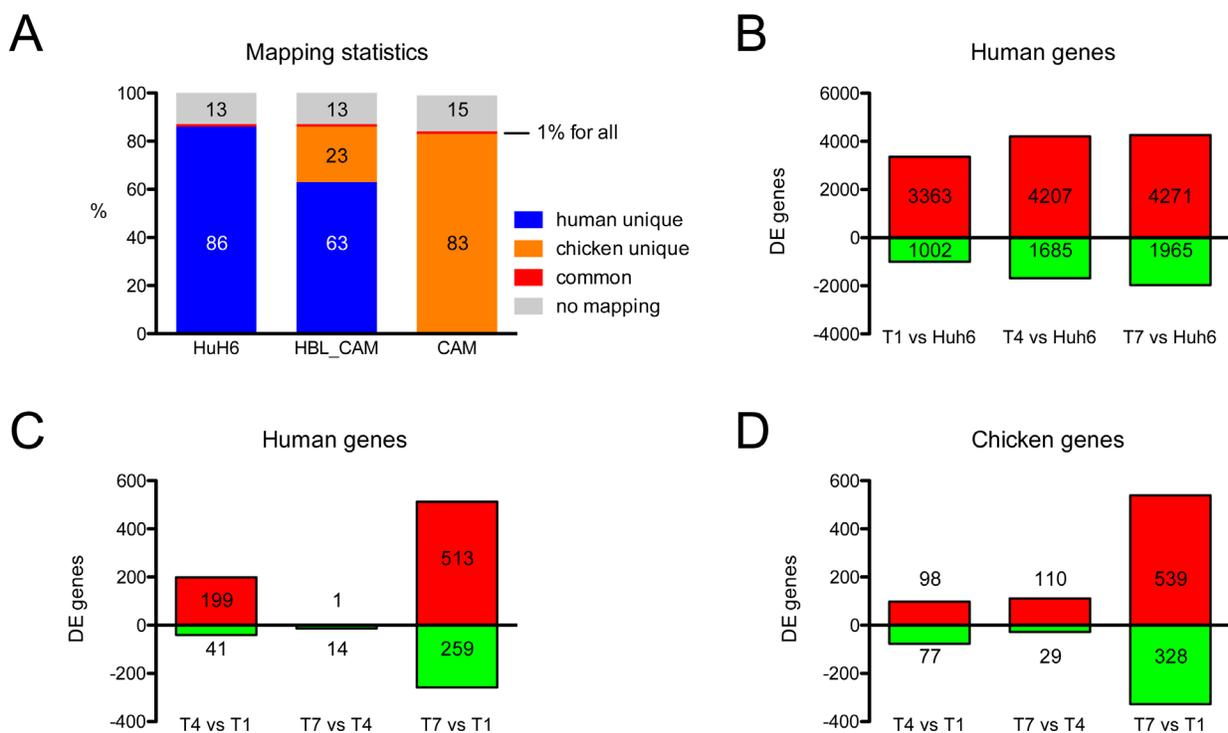 A
Mapping statistics
100
80
60
40
20
0
%
13
86
13
23
63
15
83
1% for all
HuH6
HBL_CAM
CAM
human unique
chicken unique
common
no mapping
B
Human genes
6000
4000
2000
0
-2000
-4000
DE genes
3363
4207
4271
1002
1685
1965
T1 vs Huh6
T4 vs Huh6
T7 vs Huh6
C
Human genes
600
400
200
0
-200
-400
DE genes
199
1
513
41
14
259
T4 vs T1
T7 vs T4
T7 vs T1
D
Chicken genes
600
400
200
0
-200
-400
DE genes
98
110
539
77
29
328
T4 vs T1
T7 vs T4
T7 vs T1